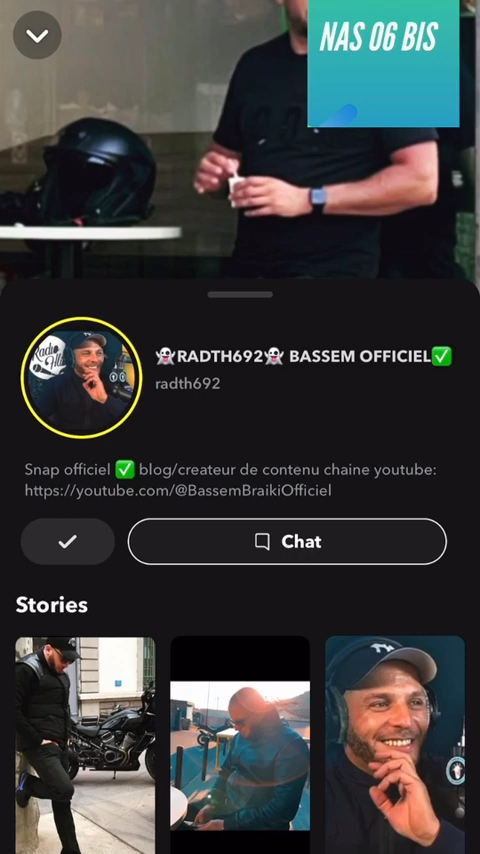 NAS 06 BIS
👻RADTH692👻 BASSEM OFFICIEL✅
radth692
Snap officiel ✅ blog/createur de contenu chaine youtube:
https://youtube.com/@BassemBraikiOfficiel
Chat
Stories